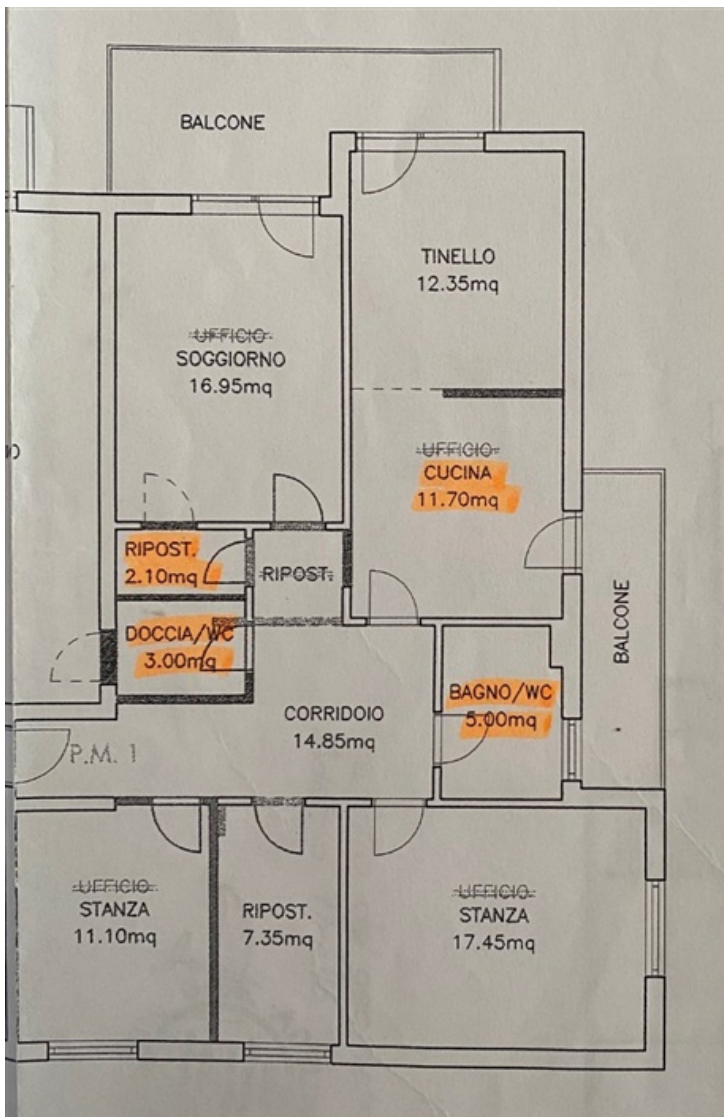 BALCONE
TINELLO
12.35mq
UFFICIO
SOGGIORNO
16.95mq
UFFICIO
CUCINA
11.70mq
RIPOST.
2.10mq
RIPOST.
DOCCIA/WC
3.00mq
BALCONE
BAGNO/WC
5.00mq
CORRIDOIO
14.85mq
P.M. 1
UFFICIO
STANZA
11.10mq
RIPOST.
7.35mq
UFFICIO
STANZA
17.45mq